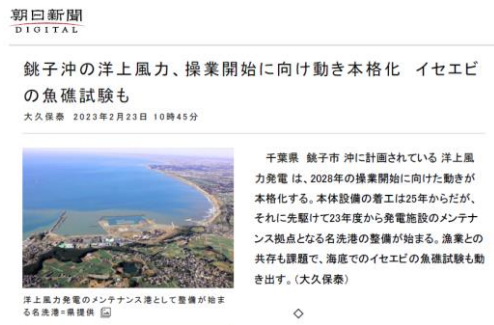 朝日新聞
DIGITAL
銚子沖の洋上風力、操業開始に向け動き本格化　イセエビ
の魚礁試験も
大久保泰　2023年2月23日 10時45分
千葉県　銚子市 沖に計画されている 洋上風
力発電 は、2028年の操業開始に向けた動きが
本格化する。本体設備の着工は25年からだが、
それに先駆けて23年度から発電施設のメンテナ
ンス拠点となる名洗港の整備が始まる。漁業との
共存も課題で、海底でのイセエビの魚礁試験も動
き出す。（大久保泰）
洋上風力発電のメンテナンス港として整備が始ま
る名洗港=県提供